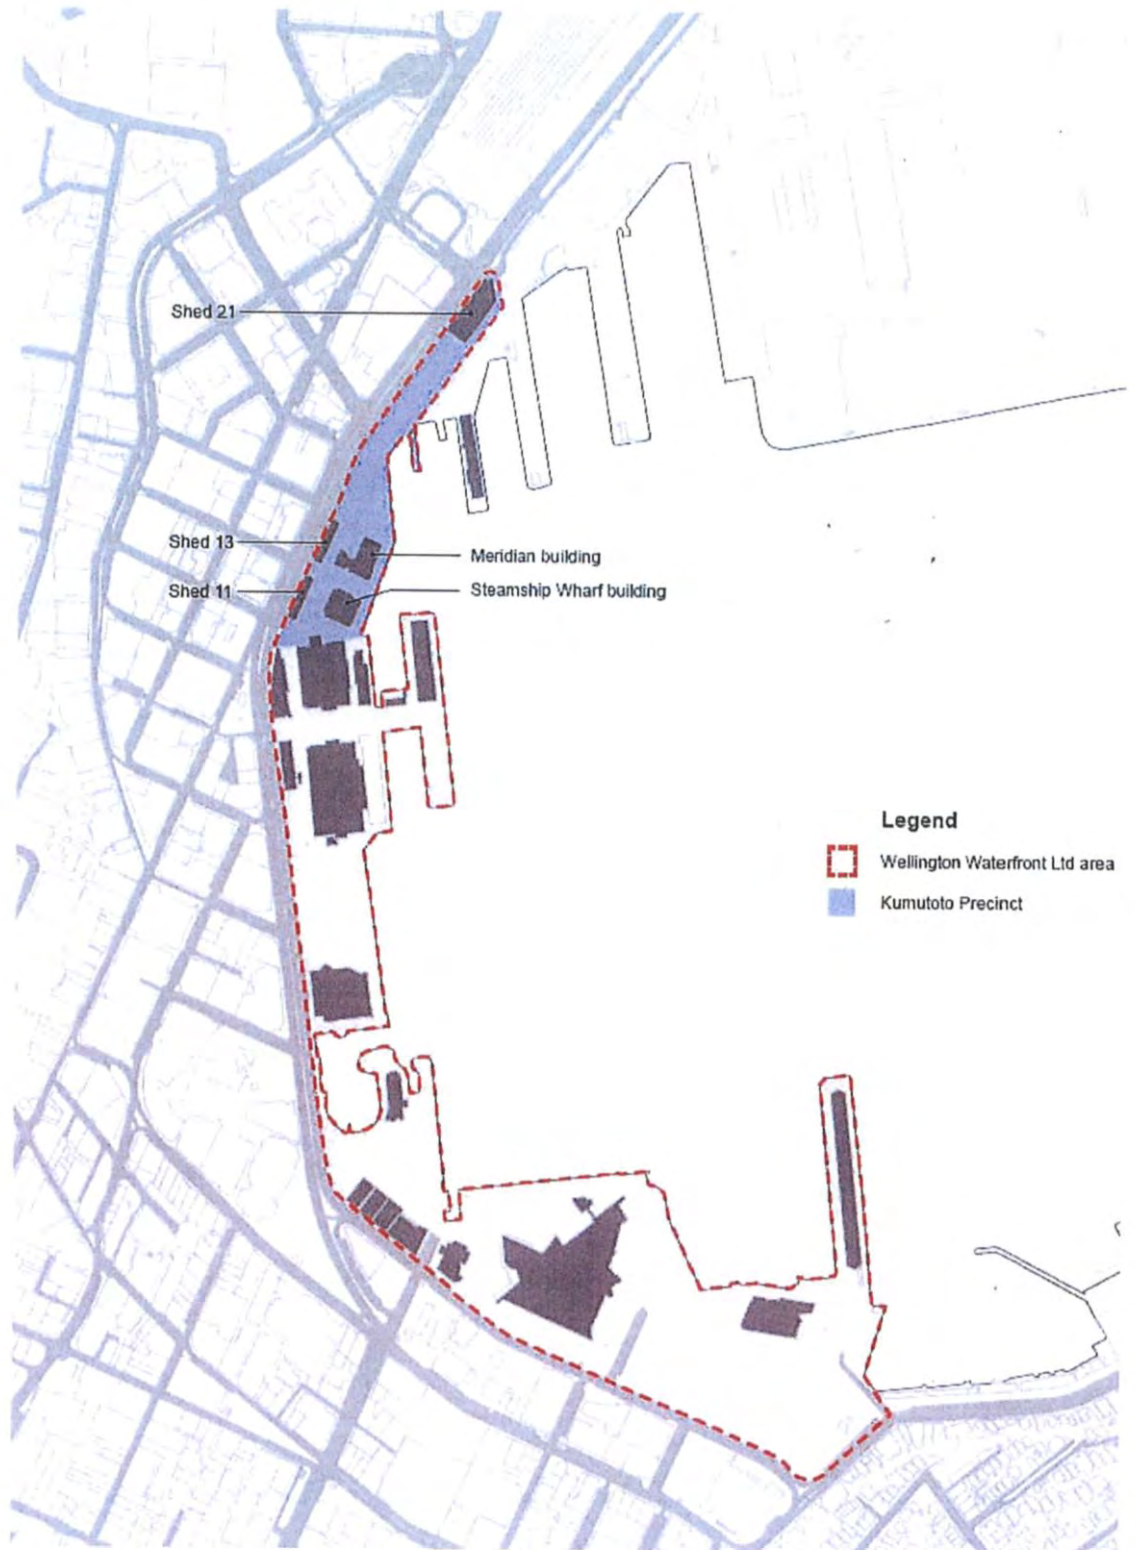 Shed 21
Shed 13
Meridian building
Shed 11
Steamship Wharf building
Legend
Wellington Waterfront Ltd area
Kumutoto Precinct